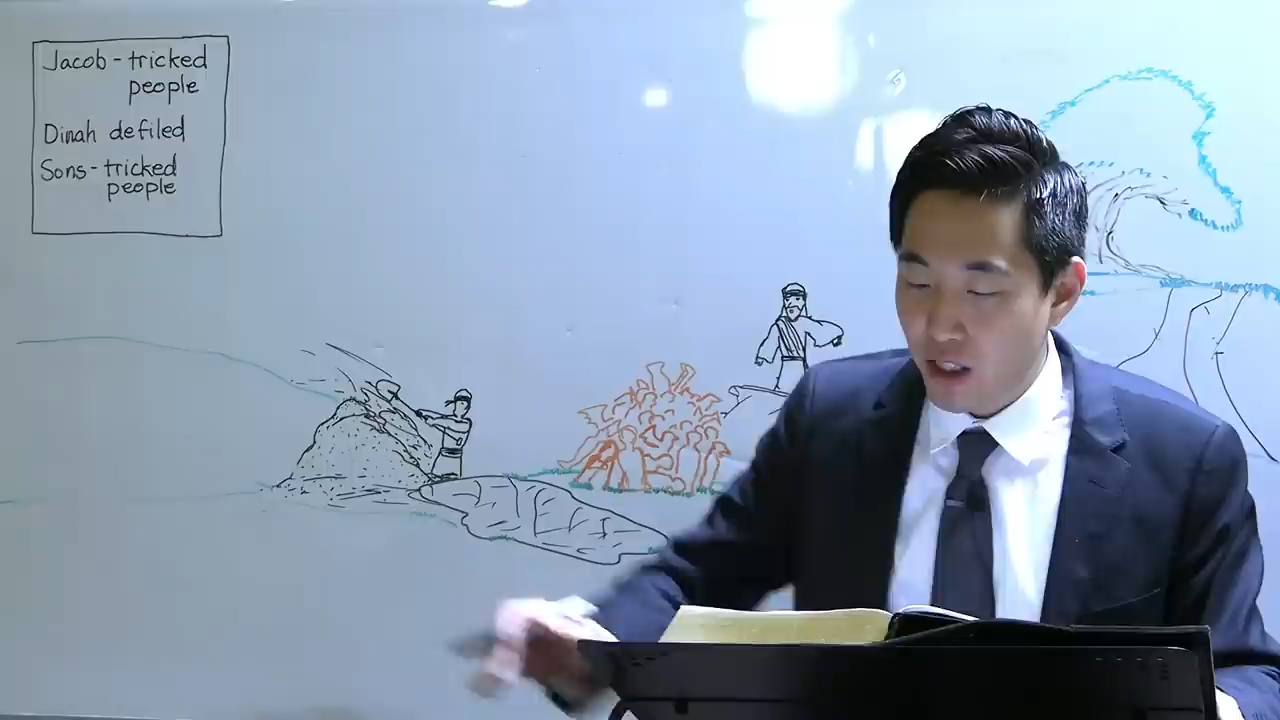 Jacob - tricked
people
Dinah defiled
Sons - tricked
people